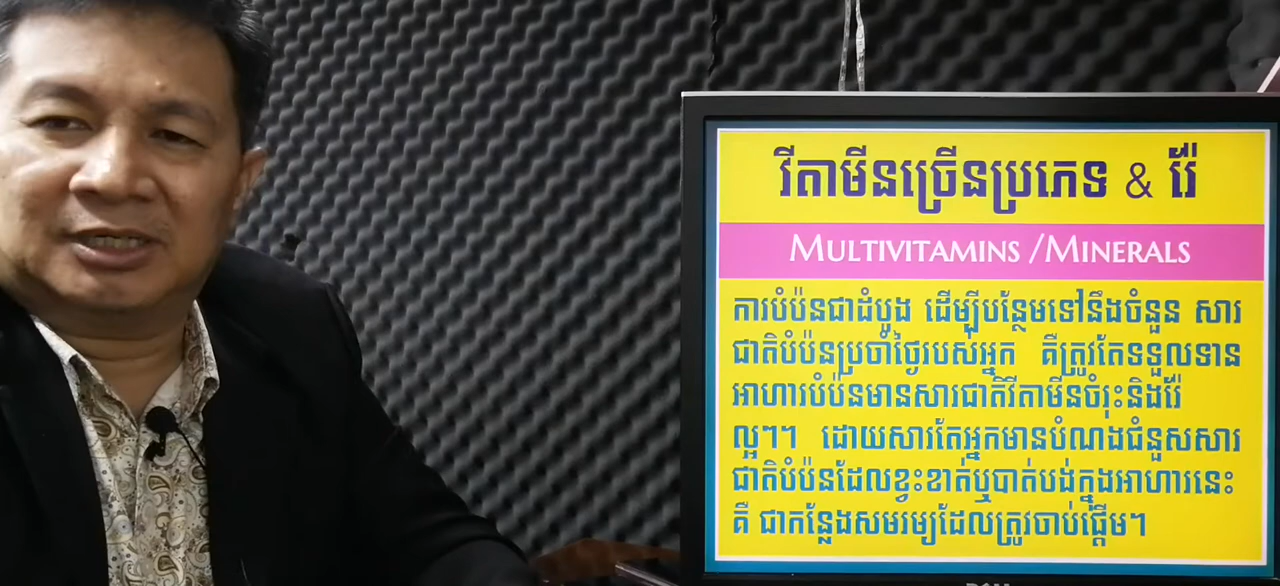 វីតាមីនច្រើនប្រភេទ & រ៉ែ
MULTIVITAMINS /MINERALS
ការបំប៉នជាដំបូង ដើម្បីបន្ថែមទៅនឹងចំនួន សារ
ជាតិបំប៉នប្រចាំថ្ងៃរបស់អ្នក គឺត្រូវតែទទួលទាន
អាហារបំប៉នមានសារជាតិវីតាមីនចំរុះនិងរ៉ែ
ល្អៗ។ ដោយសារតែអ្នកមានបំណងជំនួសសារ
ជាតិបំប៉នដែលខ្វះខាត់ឬបាត់បង់ក្នុងអាហារនេះ
គឺ ជាកន្លែងសមរម្យដែលត្រូវចាប់ផ្ដើម។